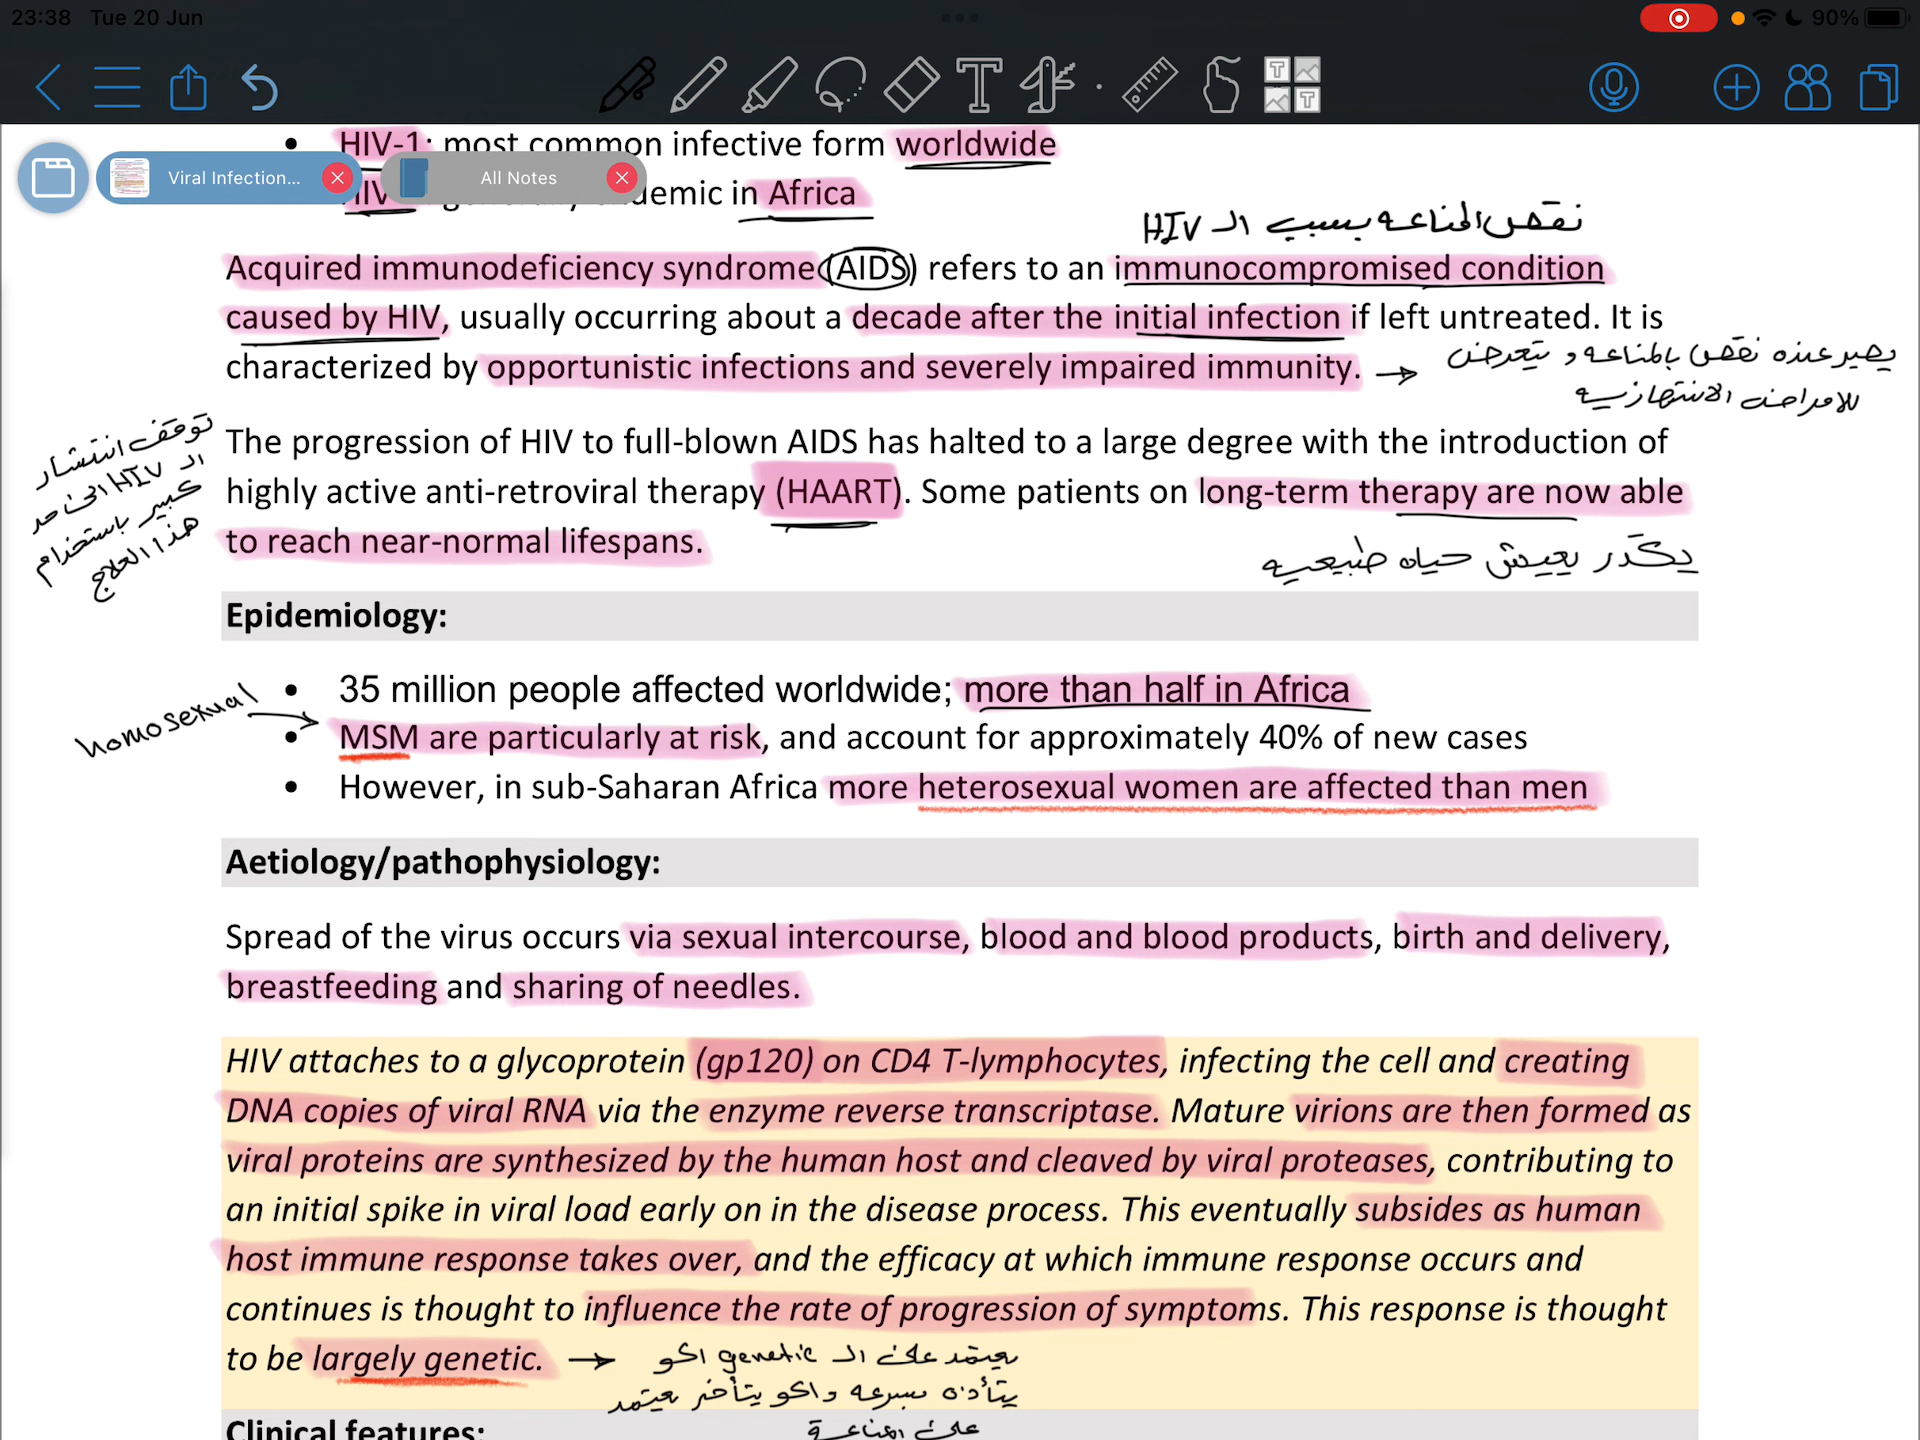 23:38 Tue 20 Jun
90%
HIV-1: most common infective form worldwide
Viral Infection...
All Notes
HIV demic in Africa
نقص المناعه بسبب الـ HIV
Acquired immunodeficiency syndrome (AIDS) refers to an immunocompromised condition
caused by HIV, usually occurring about a decade after the initial infection if left untreated. It is
characterized by opportunistic infections and severely impaired immunity.
يصير عنده نقص بالمناعه و يتعرض
للامراض الانتهازيه
The progression of HIV to full-blown AIDS has halted to a large degree with the introduction of
highly active anti-retroviral therapy (HAART). Some patients on long-term therapy are now able
to reach near-normal lifespans.
توقف انتشار
الـ HIV الى حد
كبير باستخدام
هذا العلاج
يكدر يعيش حياه طبيعيه
Epidemiology:
35 million people affected worldwide; more than half in Africa
homosexual
MSM are particularly at risk, and account for approximately 40% of new cases
However, in sub-Saharan Africa more heterosexual women are affected than men
Aetiology/pathophysiology:
Spread of the virus occurs via sexual intercourse, blood and blood products, birth and delivery,
breastfeeding and sharing of needles.
HIV attaches to a glycoprotein (gp120) on CD4 T-lymphocytes, infecting the cell and creating
DNA copies of viral RNA via the enzyme reverse transcriptase. Mature virions are then formed as
viral proteins are synthesized by the human host and cleaved by viral proteases, contributing to
an initial spike in viral load early on in the disease process. This eventually subsides as human
host immune response takes over, and the efficacy at which immune response occurs and
continues is thought to influence the rate of progression of symptoms. This response is thought
to be largely genetic.
يعتمد على الـ genetic اكو
بسرعه واكو يتأخر يعتمد
على المناعة
Clinical features: